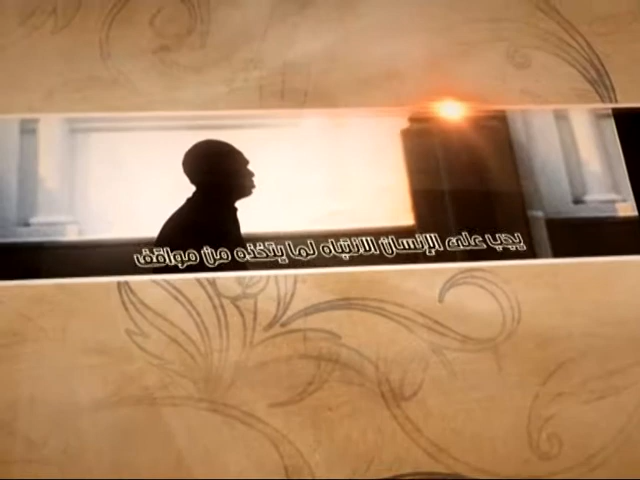 يجب على الإنسان الانتباه لما يتخذه من مواقف